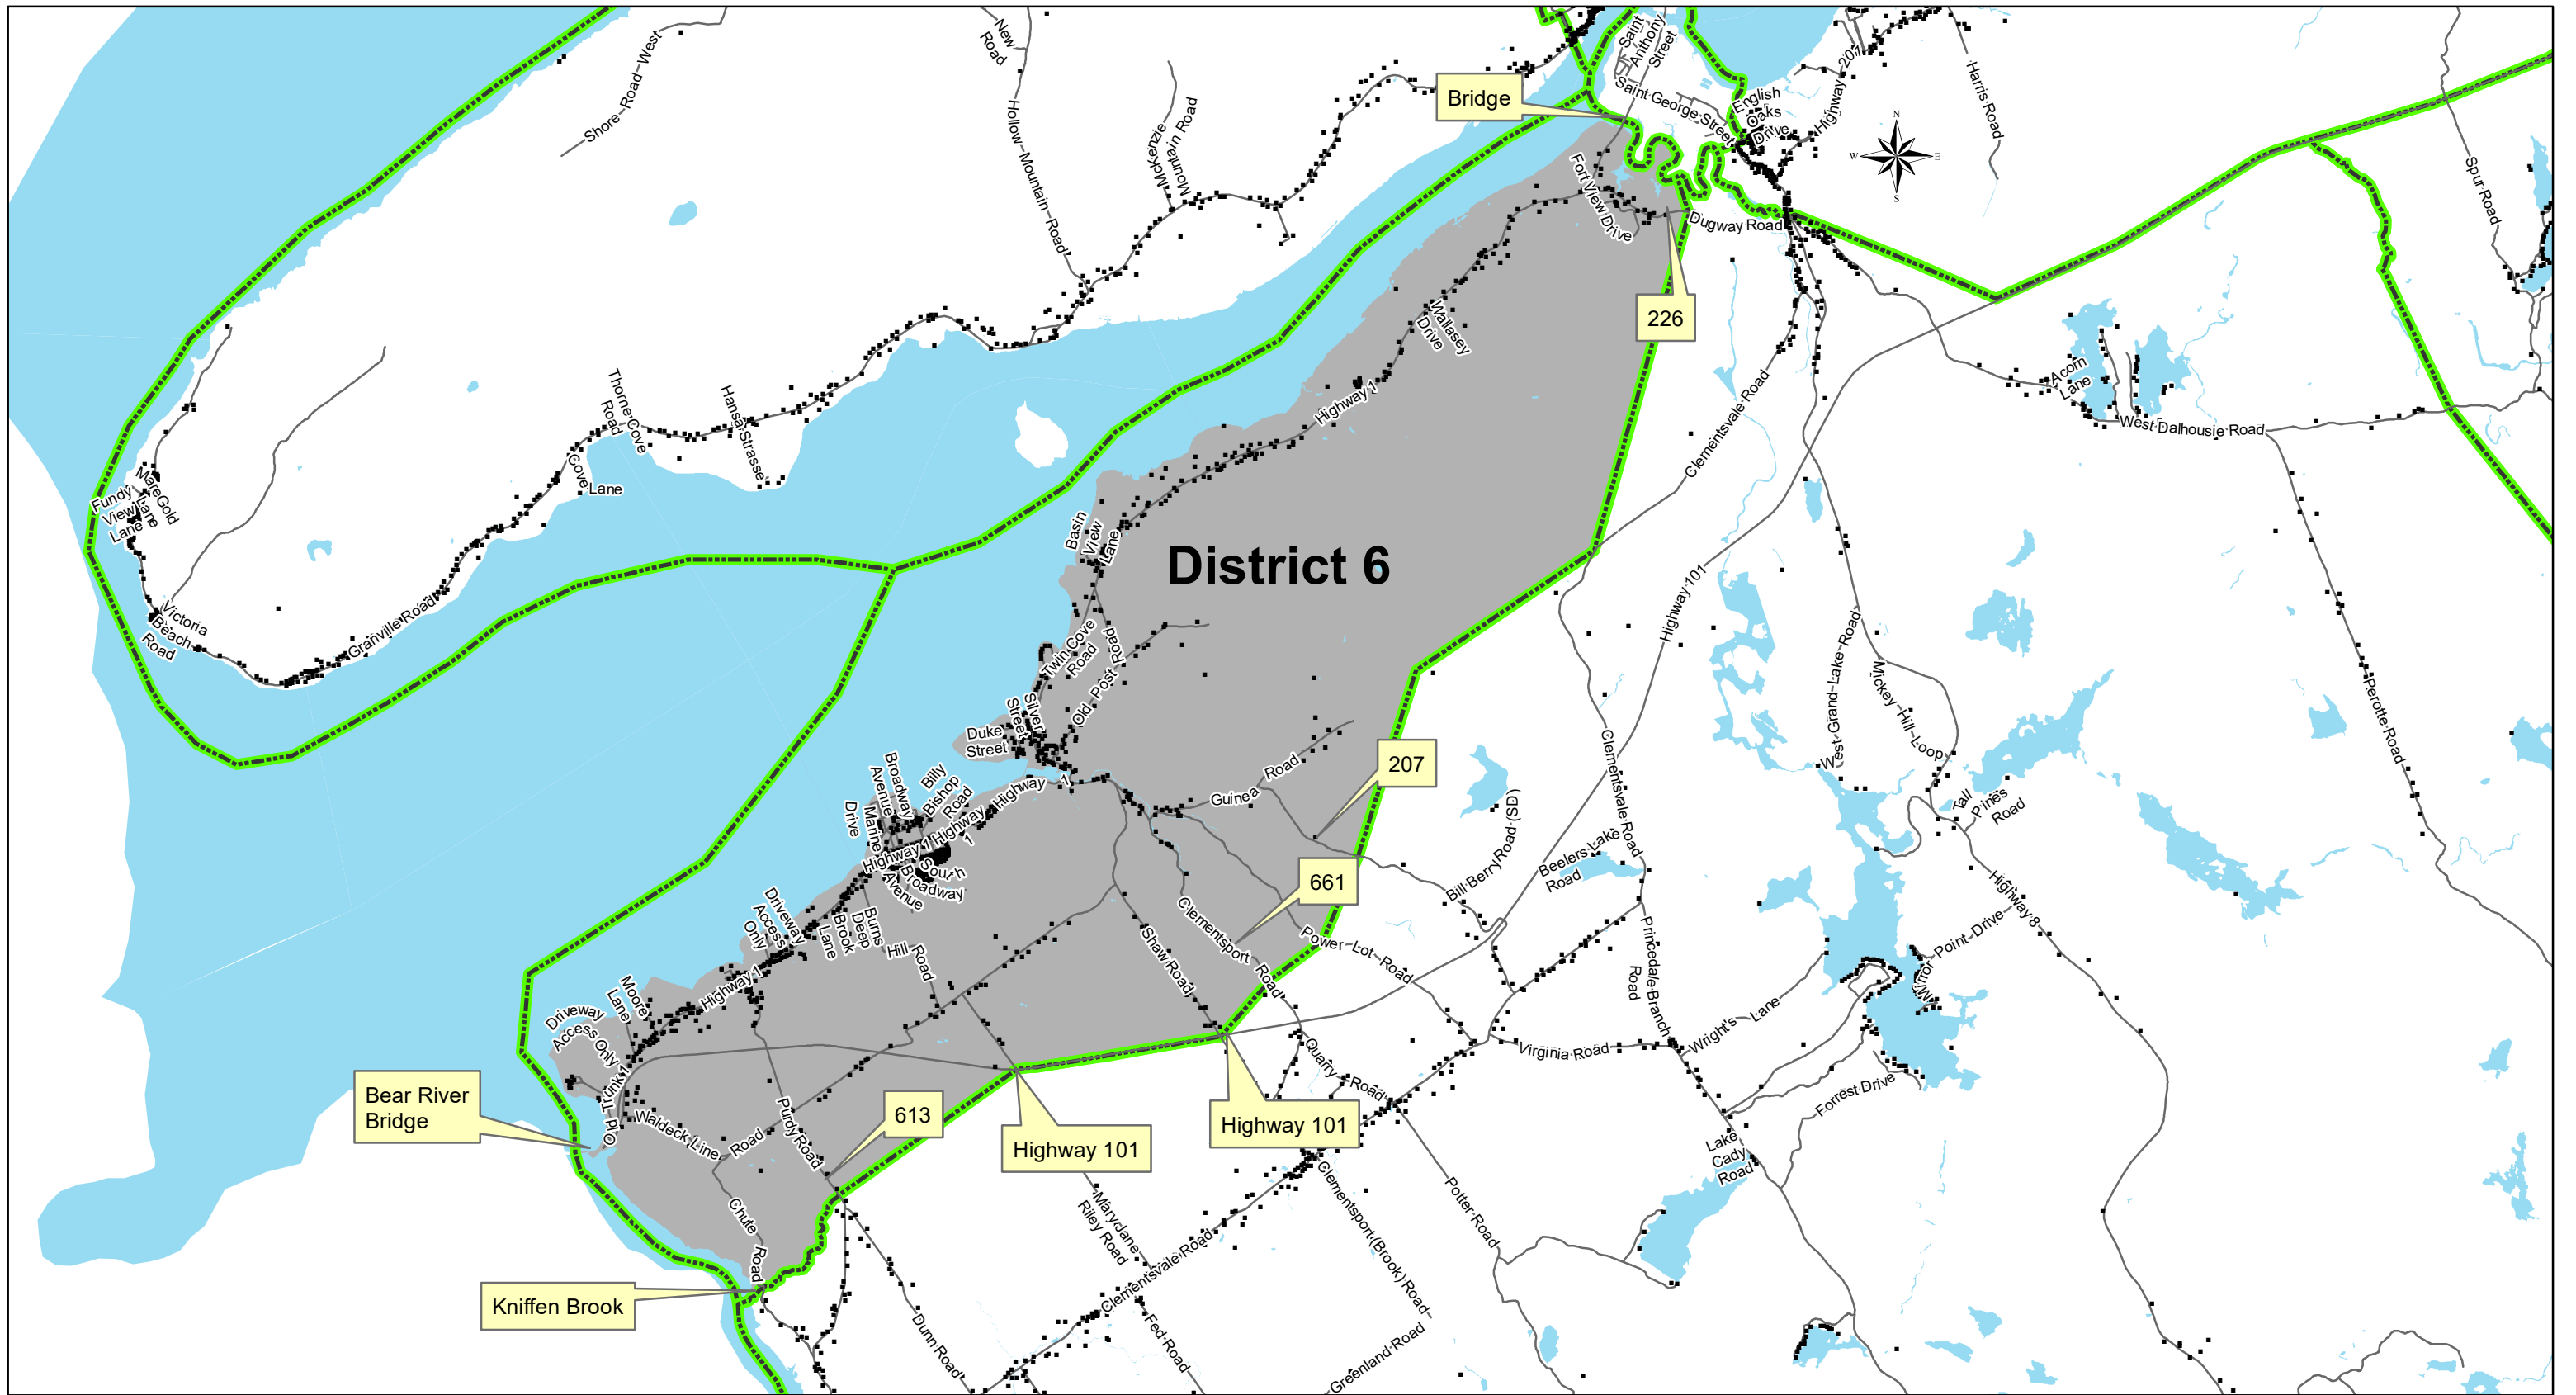 Shore Road West
New
Road
Hollow Mountain Road
McKenzie
Mountain Road
Bridge
Saint
Anthony
Street
Saint George Street
English
Oaks
Drive
Highway 201
Harris Road
N
W
E
S
Spur Road
Fort View Drive
Dugway Road
226
Wallasey
Drive
Highway 1
Clementsvale Road
Acorn
Lane
West Dalhousie Road
Thorne Cove
Road
Hansa Strasse
Cove Lane
MareGold
Lane
Fundy
View
Lane
Victoria
Beach
Road
Granville Road
Basin
View
Lane
District 6
Highway 101
Twin Cove
Road
Old Post Road
Silver
Street
Duke
Street
West Grand Lake Road
Mickey Hill Loop
Perotte Road
Clementsvale Road
207
Guinea Road
Broadway
Avenue
Billy
Bishop
Road
Highway 1
Marine
Drive
Highway 1
Highway
1
South
Broadway
Avenue
Tall
Pines
Road
Bill Berry Road (SD)
Beelers Lake
Road
661
Driveway
Access
Only
Burns
Deep
Brook
Lane
Hill Road
Shaw Road
Clementsport Road
Power Lot Road
Princedale Branch
Road
Highway 8
Mirror Point Drive
Moore
Lane
Highway 1
Driveway
Access Only
Old Trunk 1
Wright's Lane
Virginia Road
Quarry Road
Forrest Drive
Bear River
Bridge
613
Highway 101
Highway 101
Waldeck Line Road
Purdy Road
Lake
Cady
Road
Chute Road
Marydane
Riley Road
Clementsvale Road
Clementsport (Brook) Road
Potter Road
Kniffen Brook
Dunn Road
Fed Road
Greenland Road